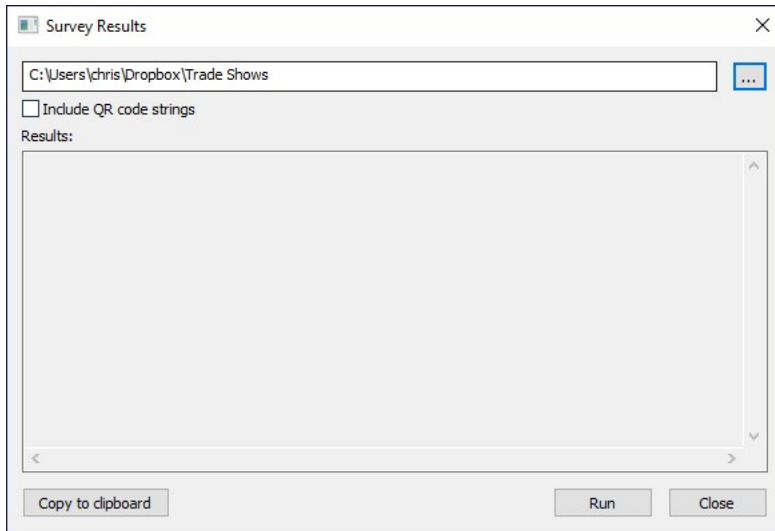 Survey Results
C:\Users\chris\Dropbox\Trade Shows
...
Include QR code strings
Results:
Copy to clipboard
Run
Close